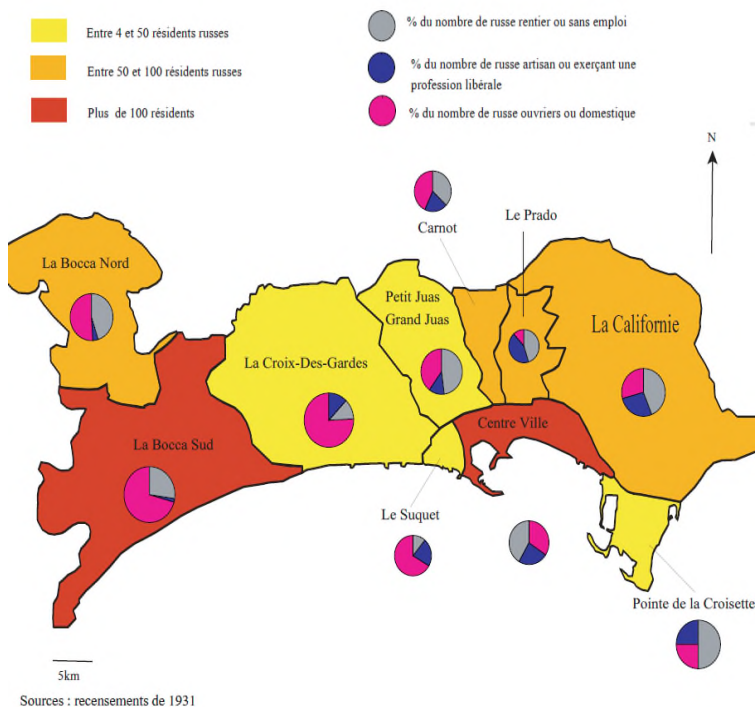 Entre 4 et 50 résidents russes
Entre 50 et 100 résidents russes
Plus de 100 résidents
% du nombre de russe rentier ou sans emploi
% du nombre de russe artisan ou exerçant une
profession libérale
% du nombre de russe ouvriers ou domestique
N
Carnot
Le Prado
La Bocca Nord
Petit Juas
Grand Juas
La Californie
La Croix-Des-Gardes
Centre Ville
La Bocca Sud
Le Suquet
Pointe de la Croisette
5km
Sources : recensements de 1931